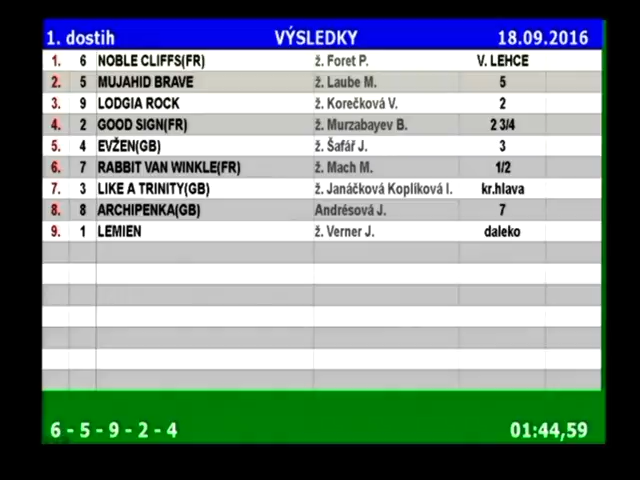 1. dostih VÝSLEDKY 18.09.2016
1. 6 NOBLE CLIFFS(FR) ž. Foret P. V. LEHCE
2. 5 MUJAHID BRAVE ž. Laube M. 5
3. 9 LODGIA ROCK ž. Korečková V. 2
4. 2 GOOD SIGN(FR) ž. Murzabayev B. 2 3/4
5. 4 EVŽEN(GB) ž. Šafář J. 3
6. 7 RABBIT VAN WINKLE(FR) ž. Mach M. 1/2
7. 3 LIKE A TRINITY(GB) ž. Janáčková Koplíková I. kr.hlava
8. 8 ARCHIPENKA(GB) Andrésová J. 7
9. 1 LEMIEN ž. Verner J. daleko
6 - 5 - 9 - 2 - 4 01:44,59